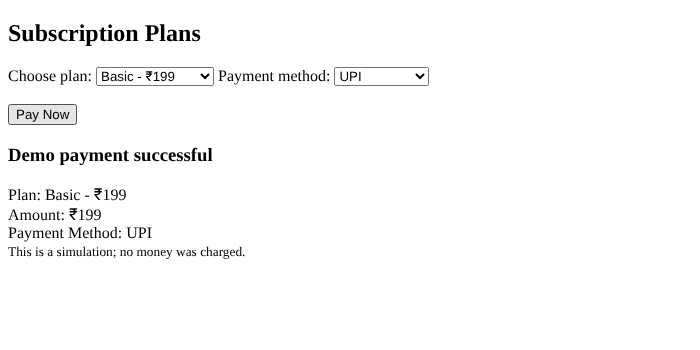 Subscription Plans
Choose plan: Basic - ₹199 Payment method: UPI
Pay Now
Demo payment successful
Plan: Basic - ₹199
Amount: ₹199
Payment Method: UPI
This is a simulation; no money was charged.